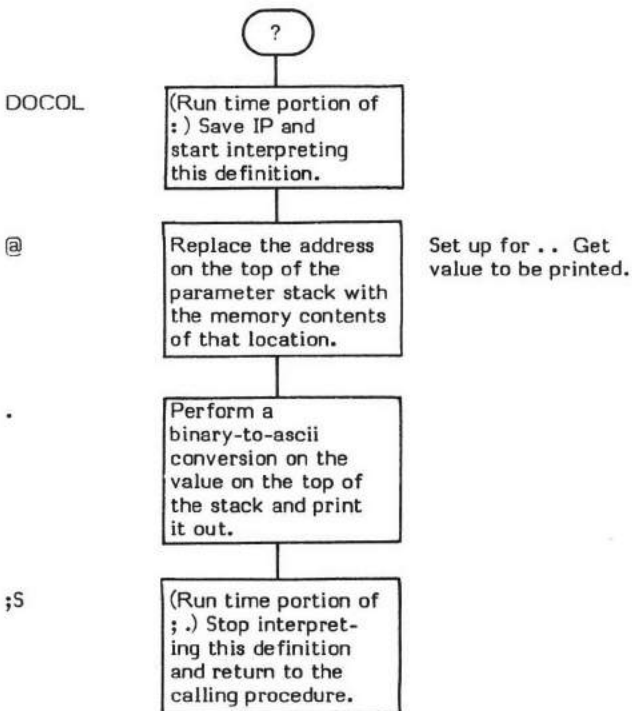 ?
DOCOL
(Run time portion of
: ) Save IP and
start interpreting
this definition.
@
Replace the address
on the top of the
parameter stack with
the memory contents
of that location.
Set up for . . Get
value to be printed.
.
Perform a
binary-to-ascii
conversion on the
value on the top of
the stack and print
it out.
;S
(Run time portion of
; .) Stop interpret-
ing this definition
and return to the
calling procedure.